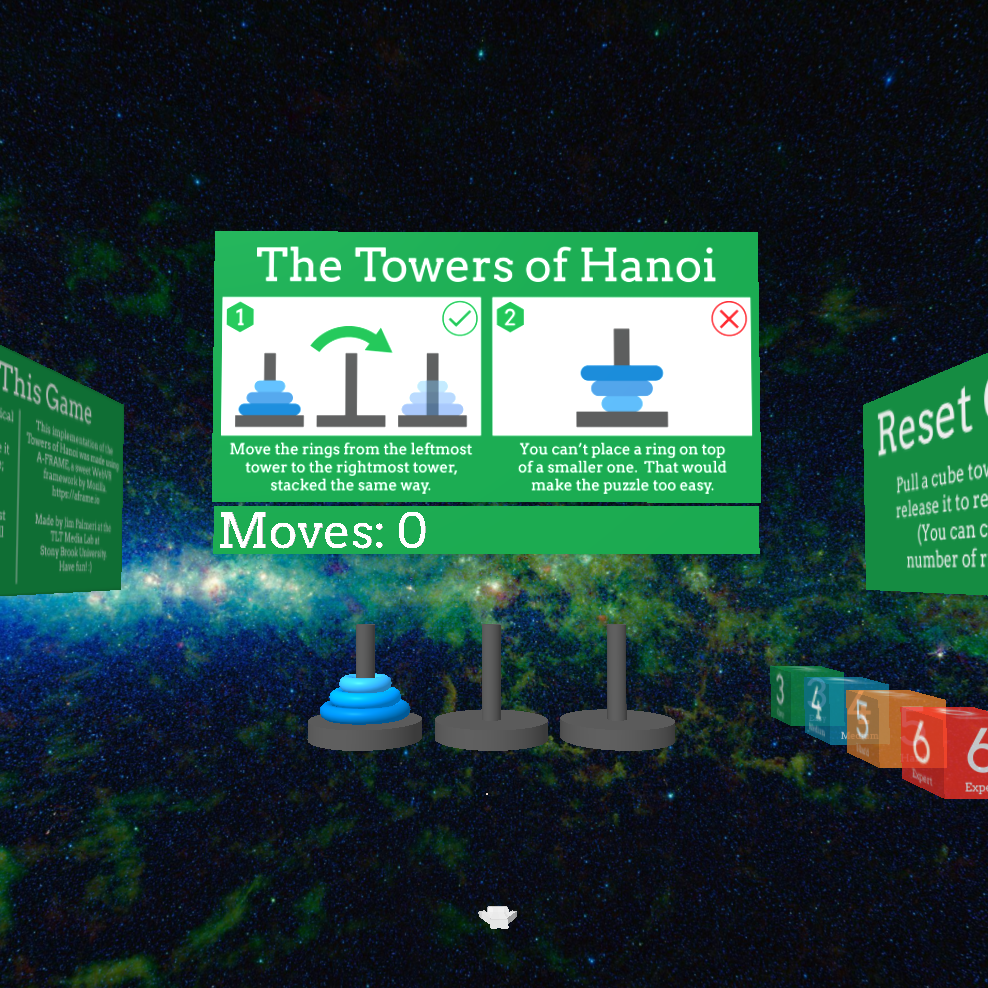 The Towers of Hanoi
1
2
Move the rings from the leftmost
tower to the rightmost tower,
stacked the same way.
You can't place a ring on top
of a smaller one. That would
make the puzzle too easy.
Moves: 0
This Game
This implementation of the
Towers of Hanoi was made using
A-FRAME, a sweet WebVR
framework by Mozilla
https://aframe.io
Made by Jim Palmeri at the
TLT Media Lab at
Stony Brook University.
Have fun! :)
Reset
Pull a cube
release it to
(You can
number of
3
4
5
6
Expert
6